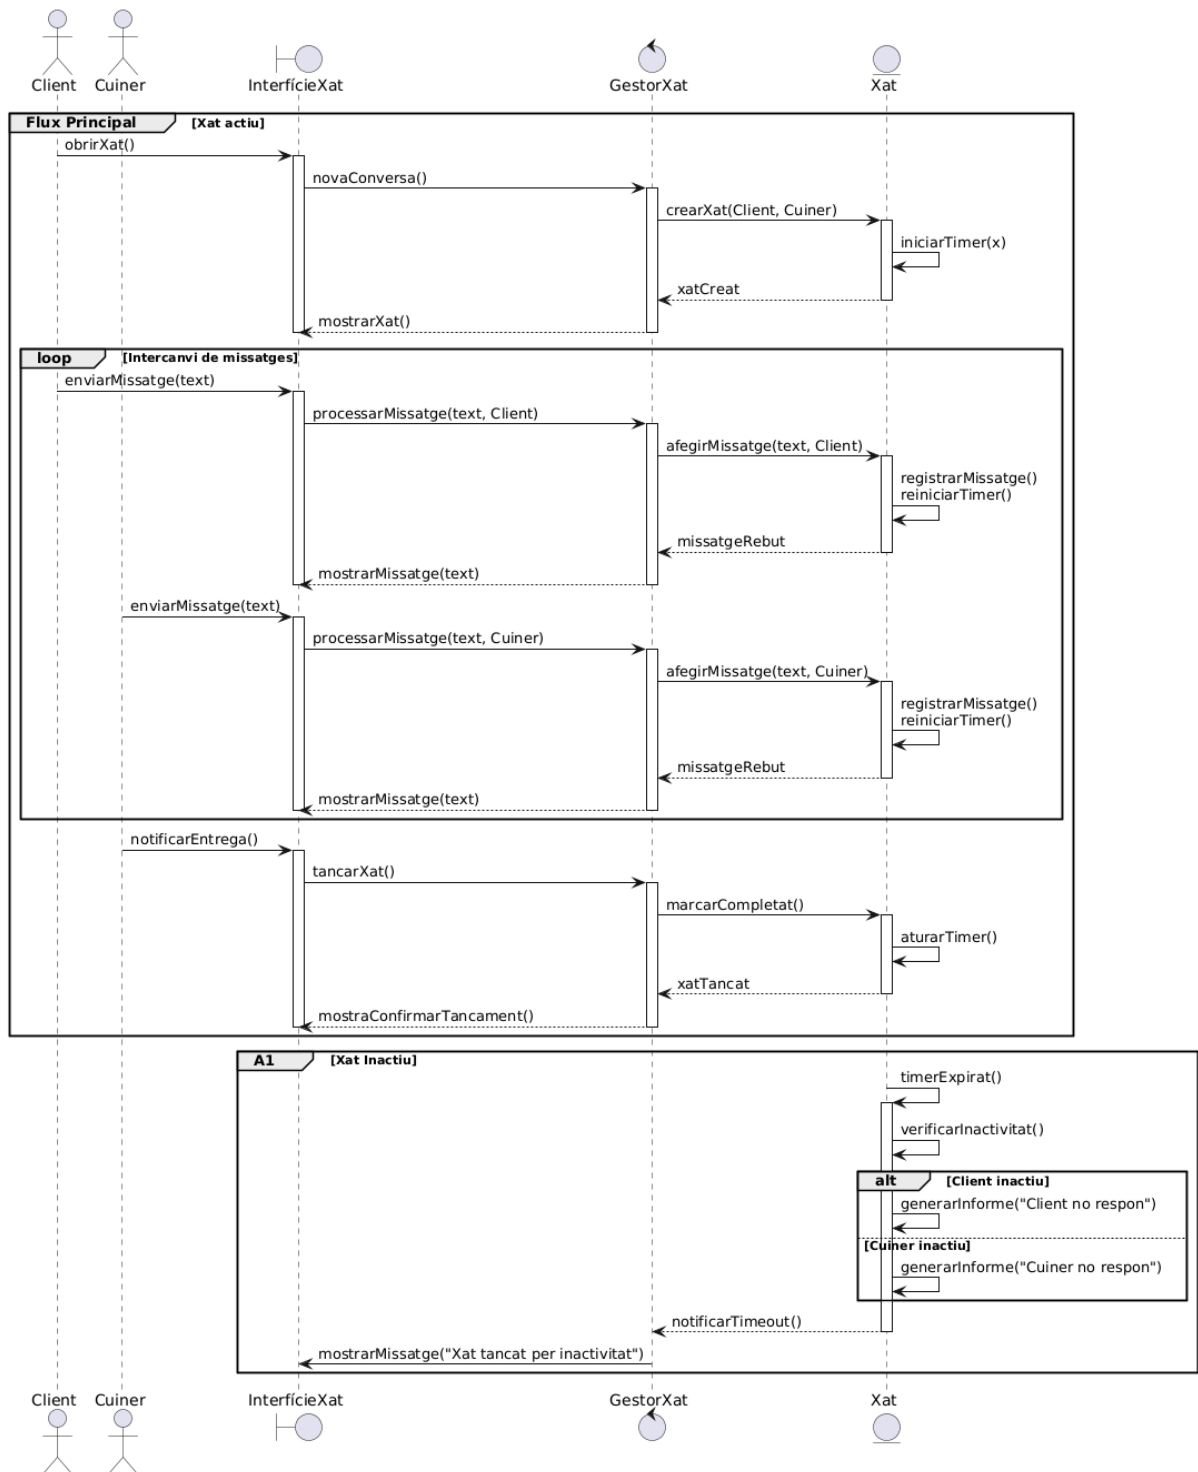 Client Cuiner InterfícieXat GestorXat Xat
Flux Principal [Xat actiu]
obrirXat()
novaConversa()
crearXat(Client, Cuiner)
iniciarTimer(x)
xatCreat
mostrarXat()
loop [Intercanvi de missatges]
enviarMissatge(text)
processarMissatge(text, Client)
afegirMissatge(text, Client)
registrarMissatge()
reiniciarTimer()
missatgeRebut
mostrarMissatge(text)
enviarMissatge(text)
processarMissatge(text, Cuiner)
afegirMissatge(text, Cuiner)
registrarMissatge()
reiniciarTimer()
missatgeRebut
mostrarMissatge(text)
notificarEntrega()
tancarXat()
marcarCompletat()
aturarTimer()
xatTancat
mostraConfirmarTancament()
A1 [Xat Inactiu]
timerExpirat()
verificarInactivitat()
alt [Client inactiu]
generarInforme("Client no respon")
[Cuiner inactiu]
generarInforme("Cuiner no respon")
notificarTimeout()
mostrarMissatge("Xat tancat per inactivitat")
Client Cuiner InterfícieXat GestorXat Xat